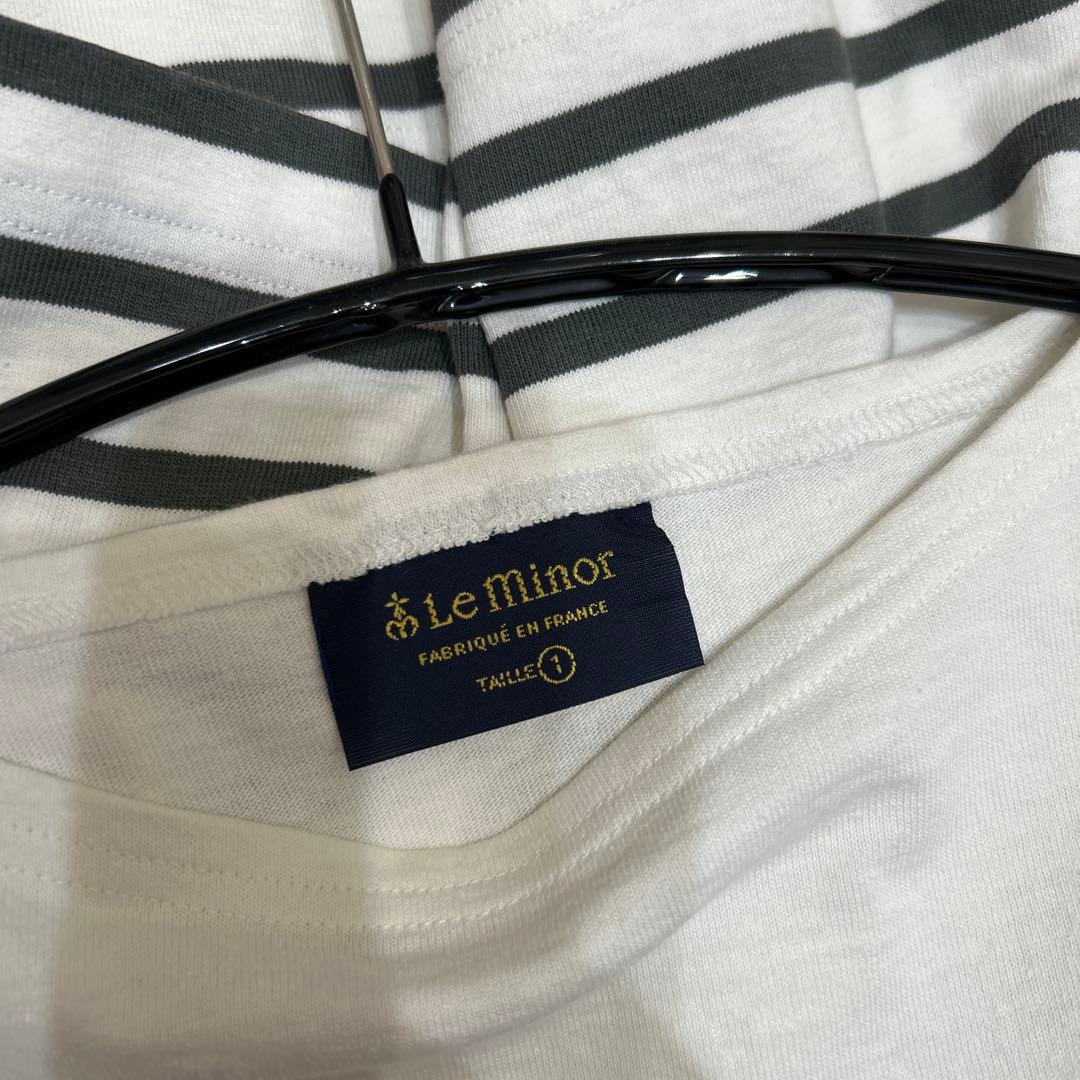 Le minor
FABRIQUÉ EN FRANCE
TAILLE 1